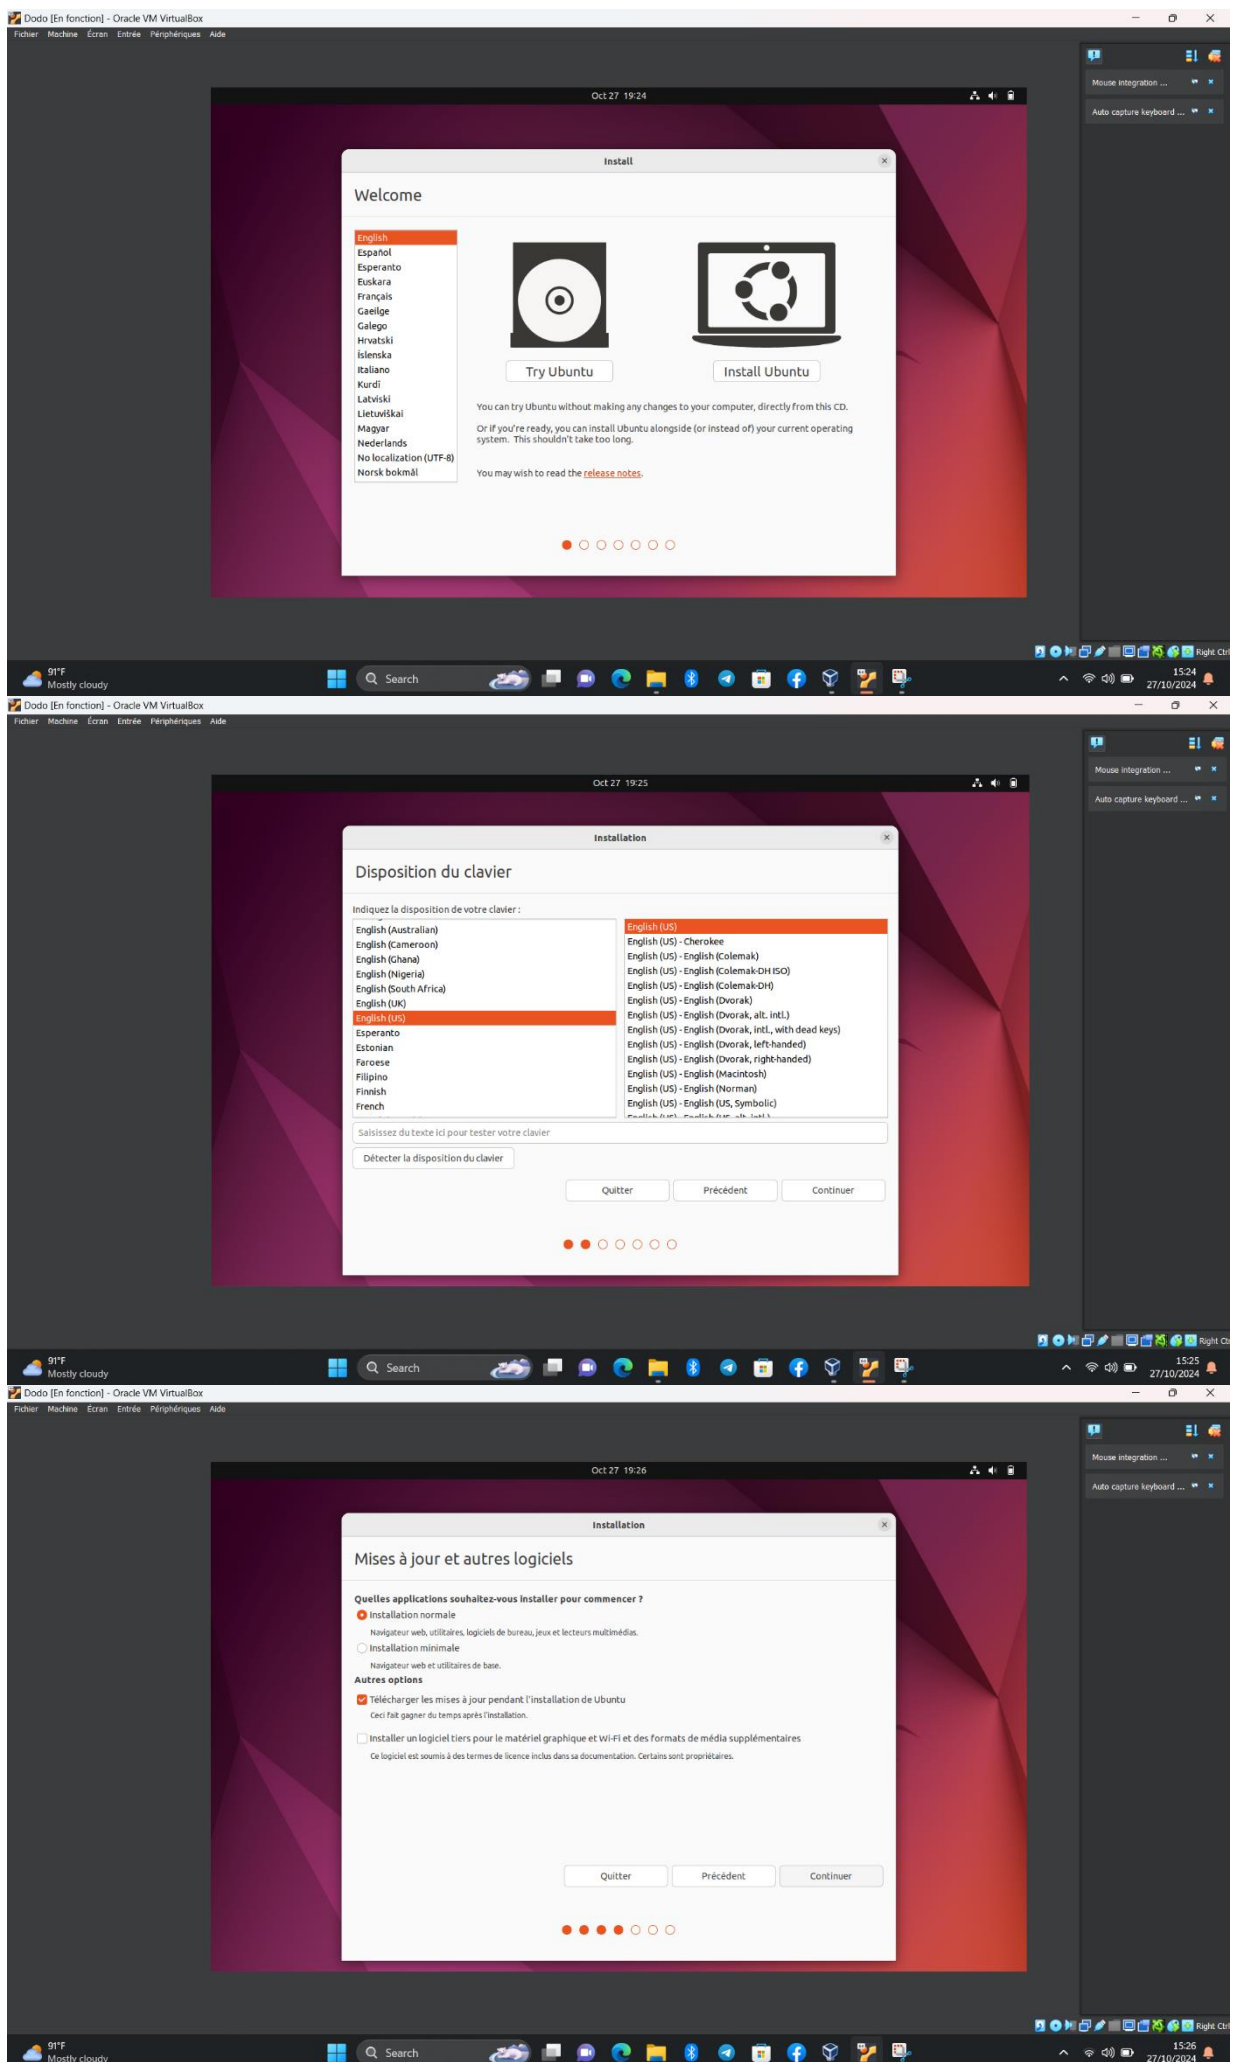 Dodo [En fonction] - Oracle VM VirtualBox
Fichier Machine Écran Entrée Périphériques Aide
Mouse integration ...
Auto capture keyboard ...
Oct 27 19:24
Install
Welcome
English
Español
Esperanto
Euskara
Français
Gaeilge
Galego
Hrvatski
Íslenska
Italiano
Kurdî
Latviski
Lietuviškai
Magyar
Nederlands
No localization (UTF-8)
Norsk bokmål
Try Ubuntu
Install Ubuntu
You can try Ubuntu without making any changes to your computer, directly from this CD.
Or if you're ready, you can install Ubuntu alongside (or instead of) your current operating
system. This shouldn't take too long.
You may wish to read the release notes.
Right Ctrl
91°F
Mostly cloudy
Search
15:24
27/10/2024
Dodo [En fonction] - Oracle VM VirtualBox
Fichier Machine Écran Entrée Périphériques Aide
Mouse integration ...
Auto capture keyboard ...
Oct 27 19:25
Installation
Disposition du clavier
Indiquez la disposition de votre clavier :
English (Australian)
English (Cameroon)
English (Ghana)
English (Nigeria)
English (South Africa)
English (UK)
English (US)
Esperanto
Estonian
Faroese
Filipino
Finnish
French
English (US)
English (US) - Cherokee
English (US) - English (Colemak)
English (US) - English (Colemak-DH ISO)
English (US) - English (Colemak-DH)
English (US) - English (Dvorak)
English (US) - English (Dvorak, alt. intl.)
English (US) - English (Dvorak, intl., with dead keys)
English (US) - English (Dvorak, left-handed)
English (US) - English (Dvorak, right-handed)
English (US) - English (Macintosh)
English (US) - English (Norman)
English (US) - English (US, Symbolic)
English (US) - English (US, alt. intl.)
Saisissez du texte ici pour tester votre clavier
Détecter la disposition du clavier
Quitter
Précédent
Continuer
Right Ct
91°F
Mostly cloudy
Search
15:25
27/10/2024
Dodo [En fonction] - Oracle VM VirtualBox
Fichier Machine Écran Entrée Périphériques Aide
Mouse integration ...
Auto capture keyboard ...
Oct 27 19:26
Installation
Mises à jour et autres logiciels
Quelles applications souhaitez-vous installer pour commencer ?
Installation normale
Navigateur web, utilitaires, logiciels de bureau, jeux et lecteurs multimédias.
Installation minimale
Navigateur web et utilitaires de base.
Autres options
Télécharger les mises à jour pendant l'installation de Ubuntu
Ceci fait gagner du temps après l'installation.
Installer un logiciel tiers pour le matériel graphique et Wi-Fi et des formats de média supplémentaires
Ce logiciel est soumis à des termes de licence inclus dans sa documentation. Certains sont propriétaires.
Quitter
Précédent
Continuer
Right Ctrl
91°F
Mostly cloudy
Search
15:26
27/10/2024